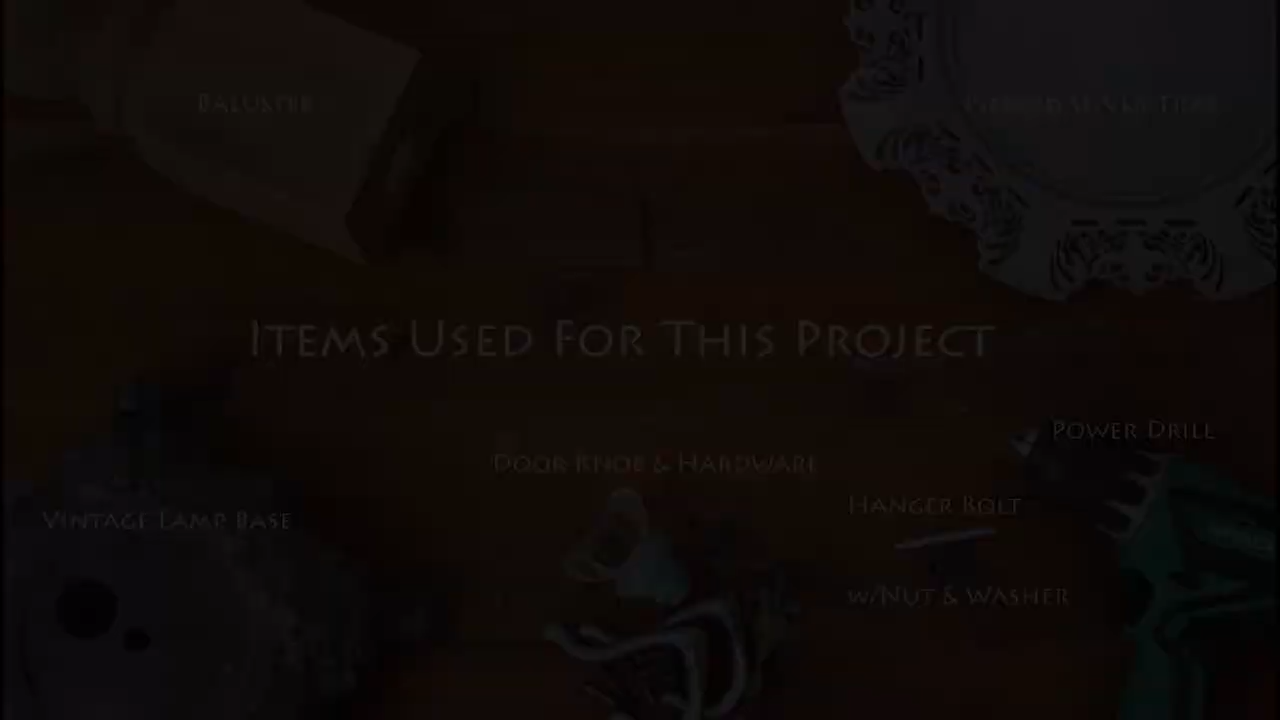 BALUSTER
ITEMS USED FOR THIS PROJECT
POWER DRILL
DOOR KNOB & HARDWARE
HANGER BOLT
VINTAGE LAMP BASE
W/NUT & WASHER